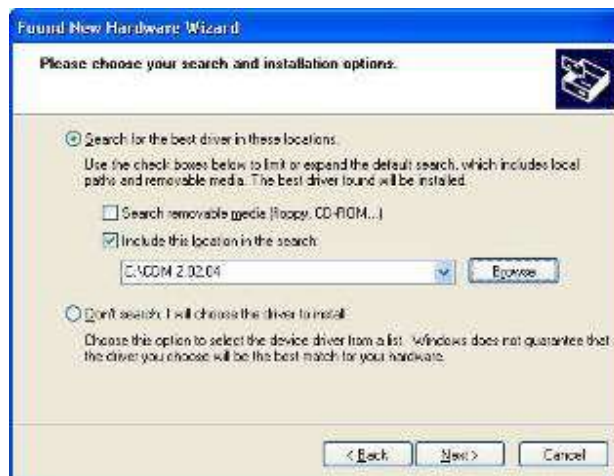 Found New Hardware Wizard
Please choose your search and installation options.
Search for the best driver in these locations.
Use the check boxes below to limit or expand the default search, which includes local
paths and removable media. The best driver found will be installed.
Search removable media (floppy, CD-ROM...)
Include this location in the search:
C:\CDM 2.02.04
Browse
Don't search. I will choose the driver to install.
Choose this option to select the device driver from a list. Windows does not guarantee that
the driver you choose will be the best match for your hardware.
< Back
Next >
Cancel